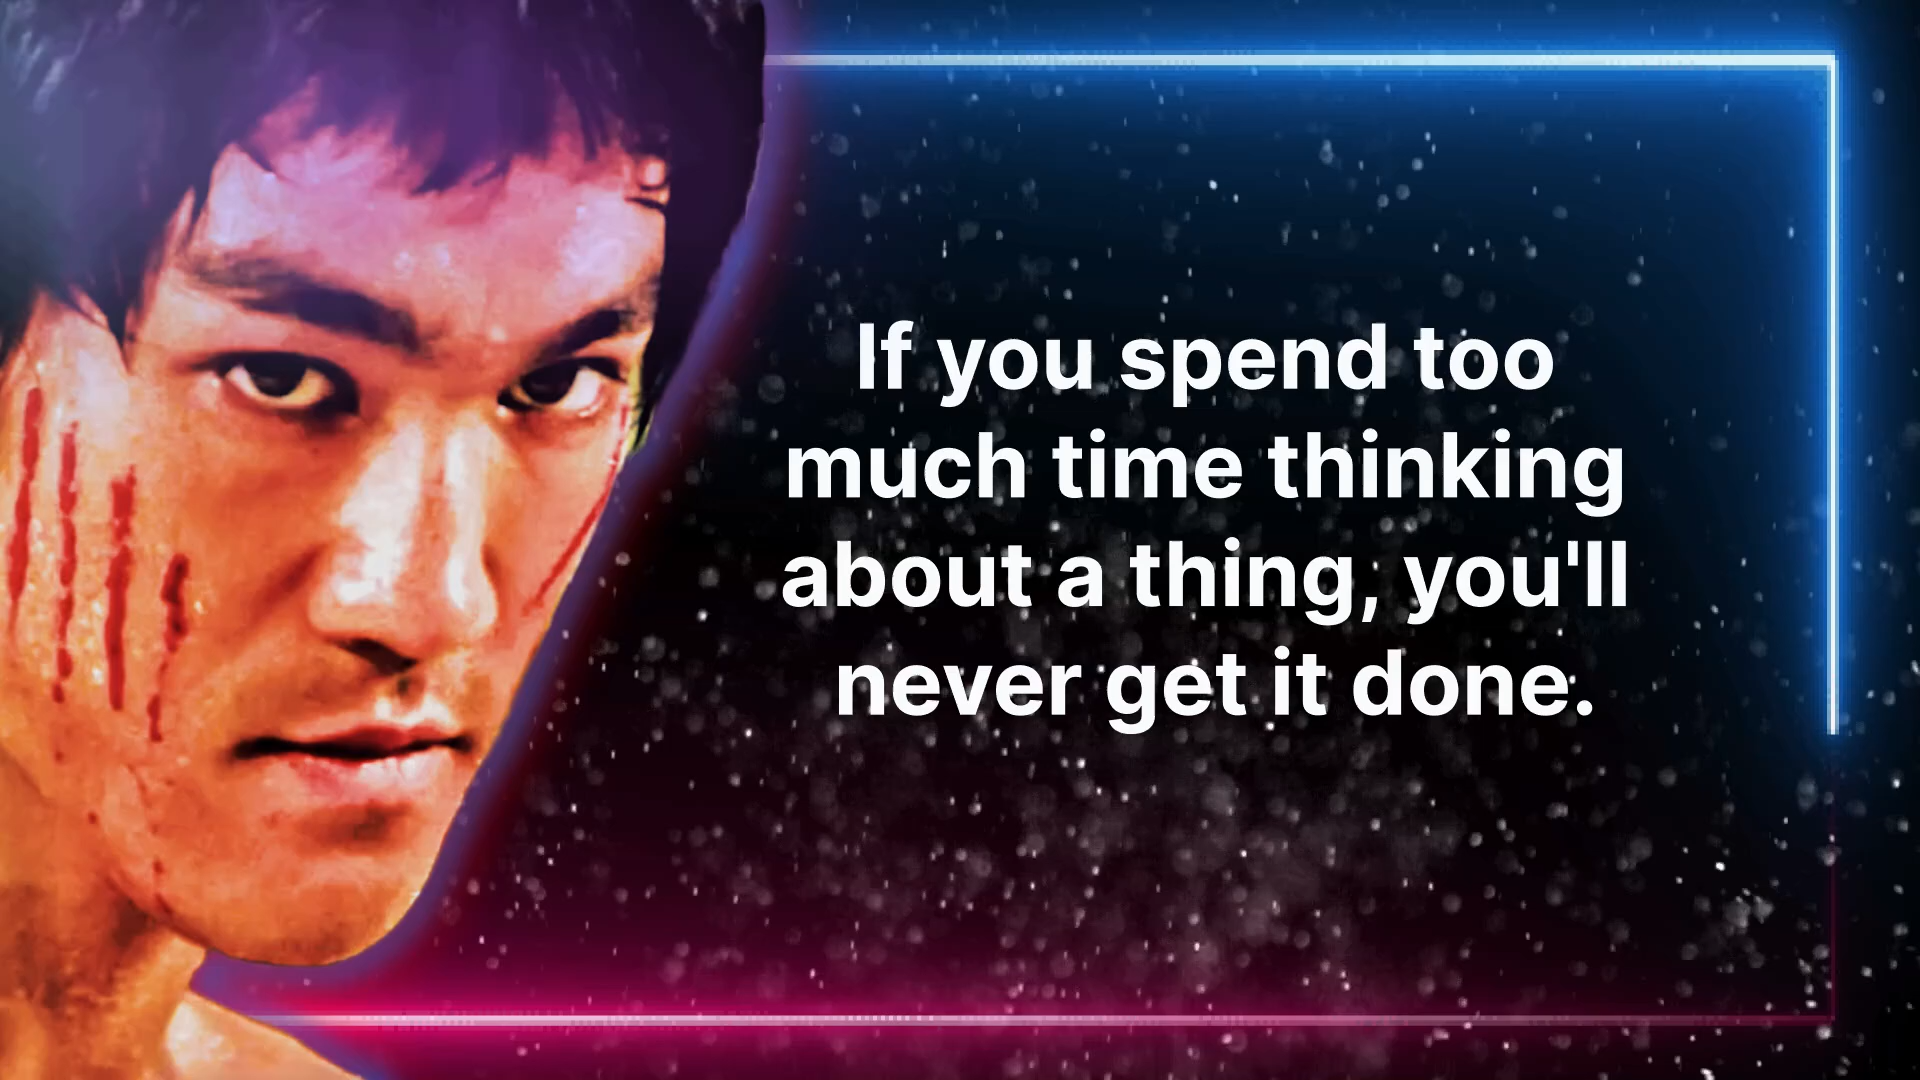 If you spend too
much time thinking
about a thing, you'll
never get it done.